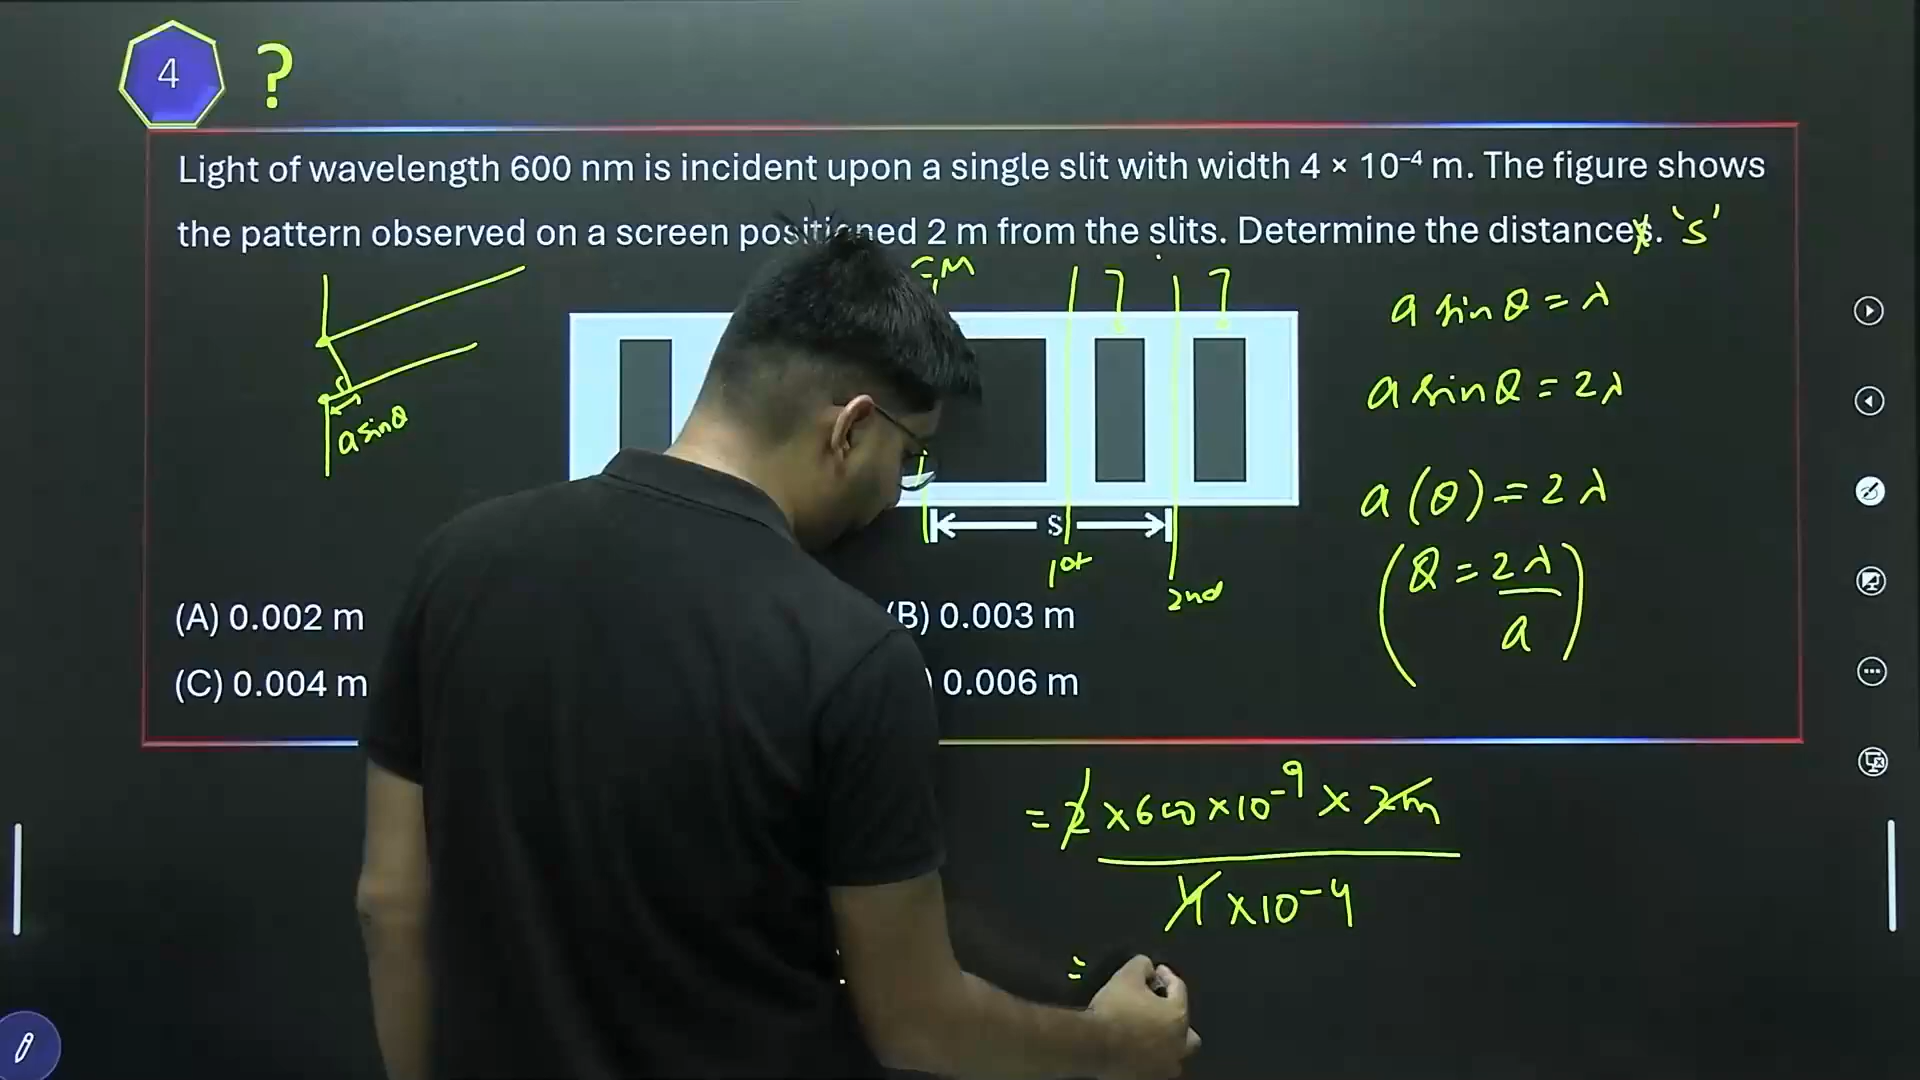 4 ?
Light of wavelength 600 nm is incident upon a single slit with width 4 × 10⁻⁴ m. The figure shows
the pattern observed on a screen positioned 2 m from the slits. Determine the distances. 's'
a sinθ = λ
a sinθ = 2λ
a sinθ
a (θ) = 2λ
S
1st
2nd
(θ = 2λ/a)
(A) 0.002 m
(B) 0.003 m
(C) 0.004 m
) 0.006 m
= 2 × 600 × 10⁻⁹ × 2m
4 × 10⁻⁴
=